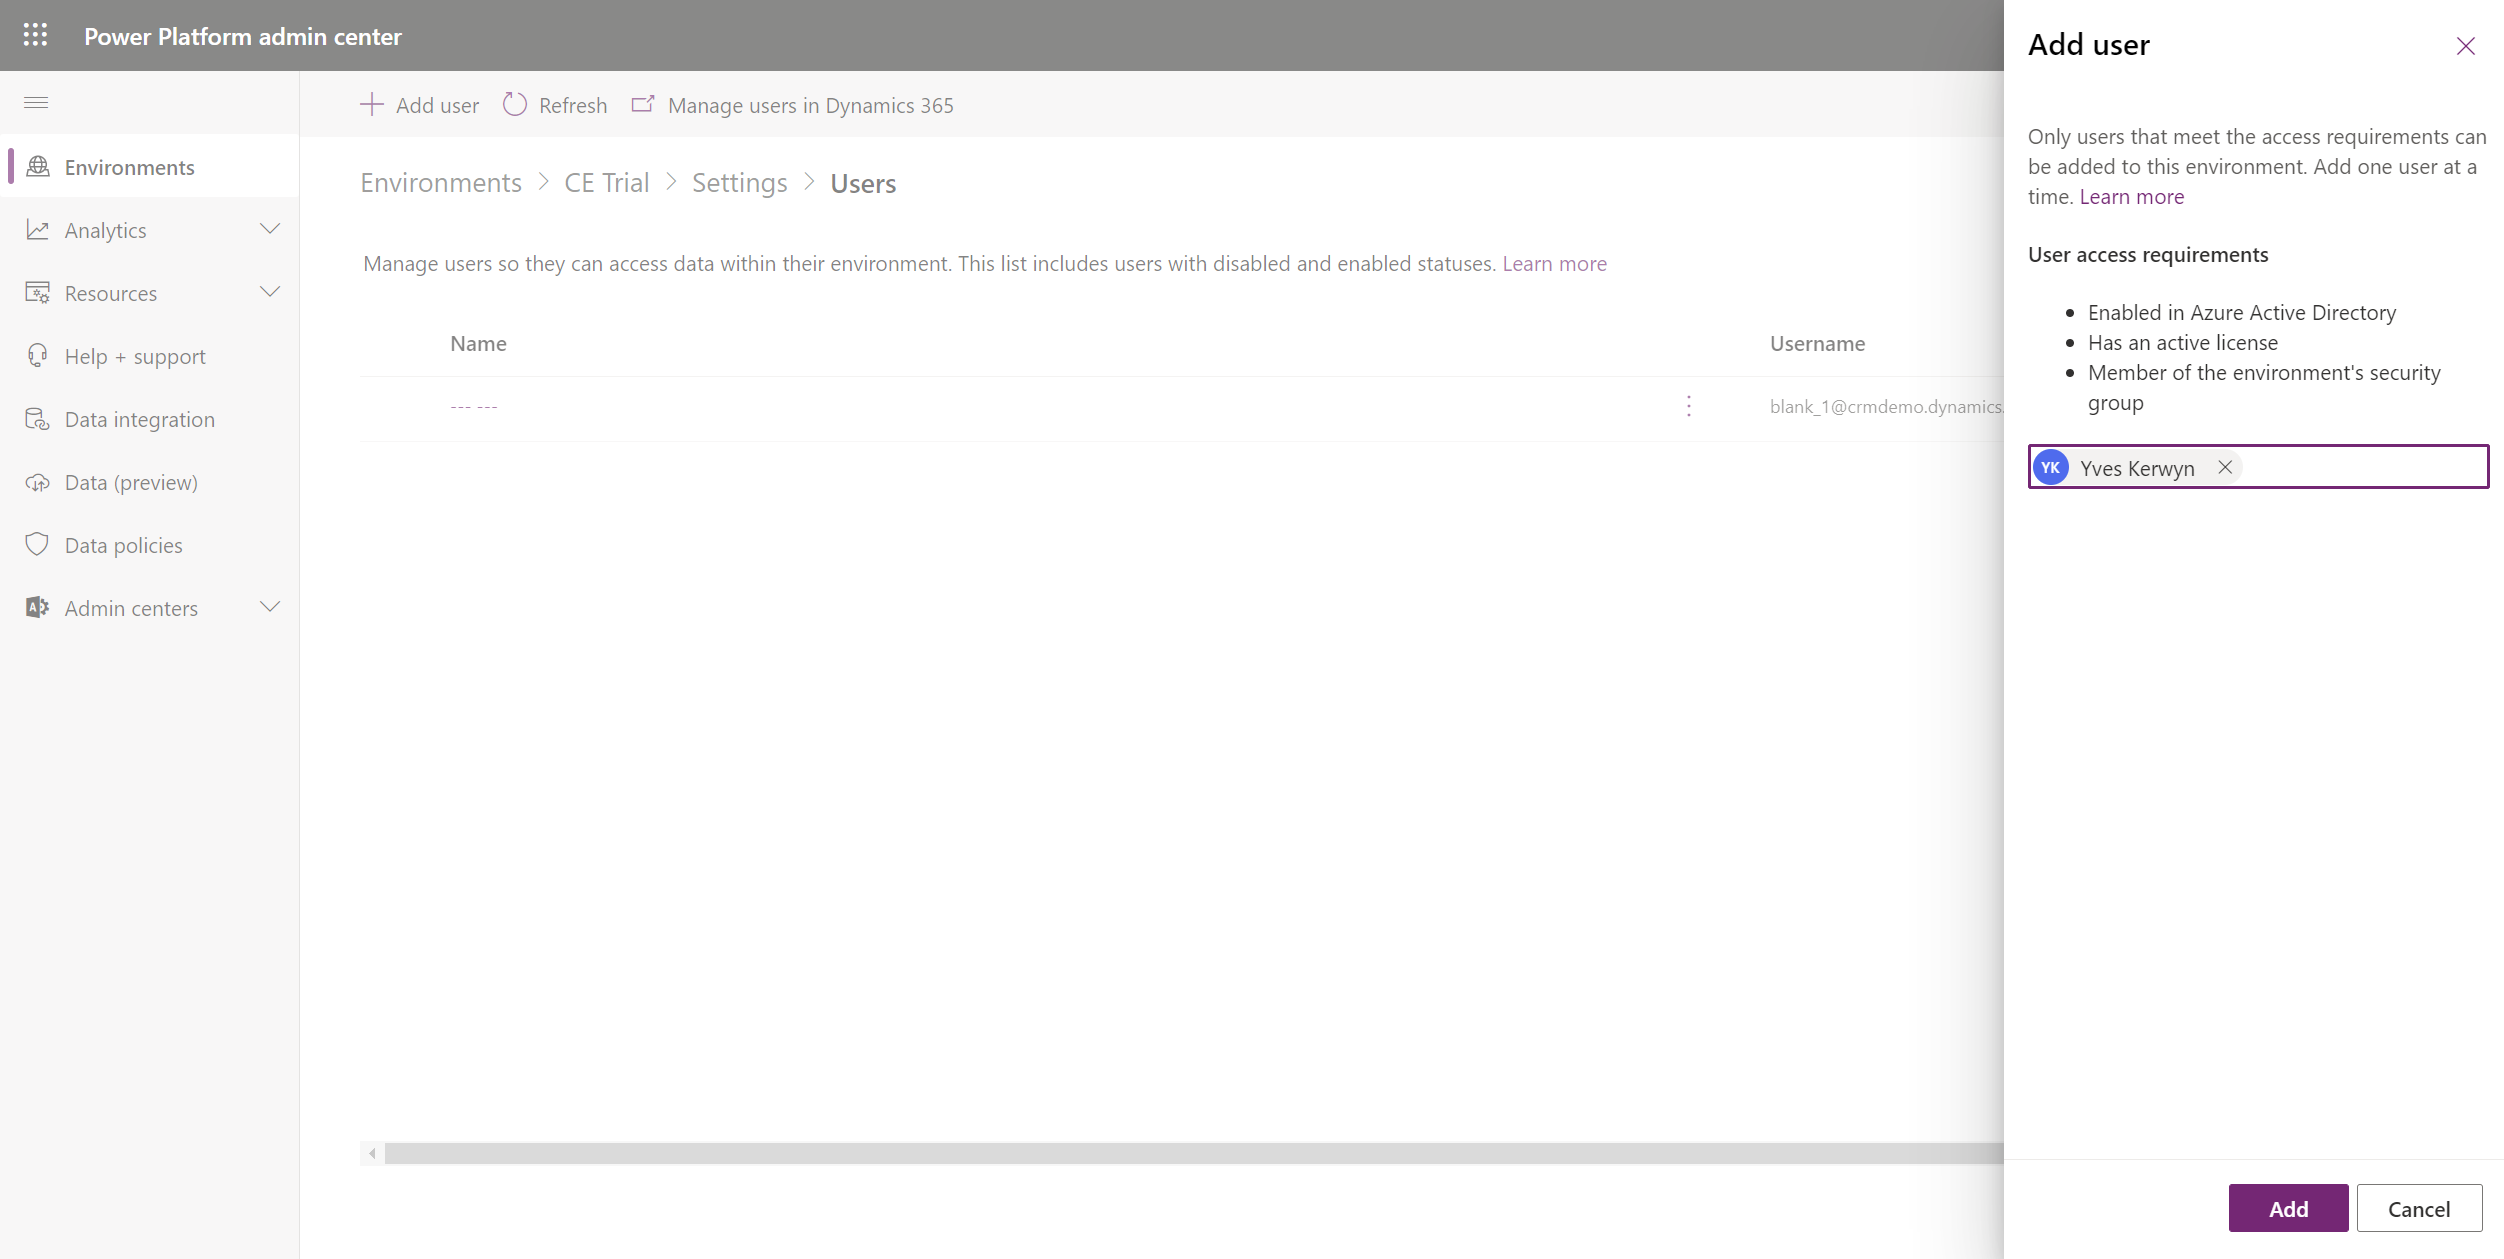 Power Platform admin center
Add user
Refresh
Manage users in Dynamics 365
Environments
Analytics
Resources
Help + support
Data integration
Data (preview)
Data policies
Admin centers
Environments > CE Trial > Settings > Users
Manage users so they can access data within their environment. This list includes users with disabled and enabled statuses. Learn more
Name
Username
--- ---
blank_1@crmdemo.dynamics.
Add user
Only users that meet the access requirements can
be added to this environment. Add one user at a
time. Learn more
User access requirements
Enabled in Azure Active Directory
Has an active license
Member of the environment's security
group
YK Yves Kerwyn
Add
Cancel